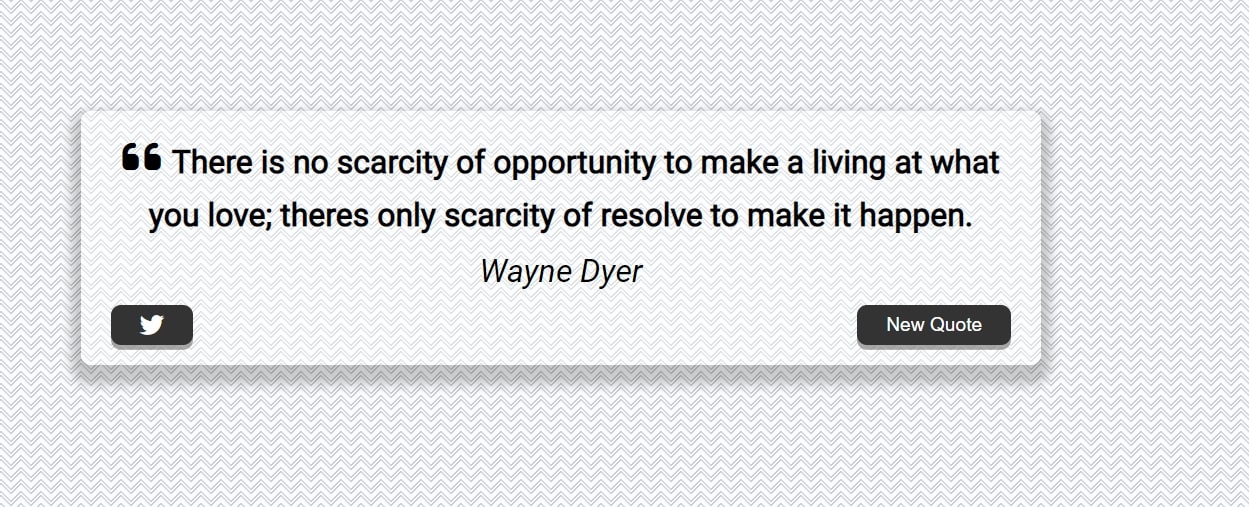 “ There is no scarcity of opportunity to make a living at what
you love; theres only scarcity of resolve to make it happen.
Wayne Dyer
New Quote